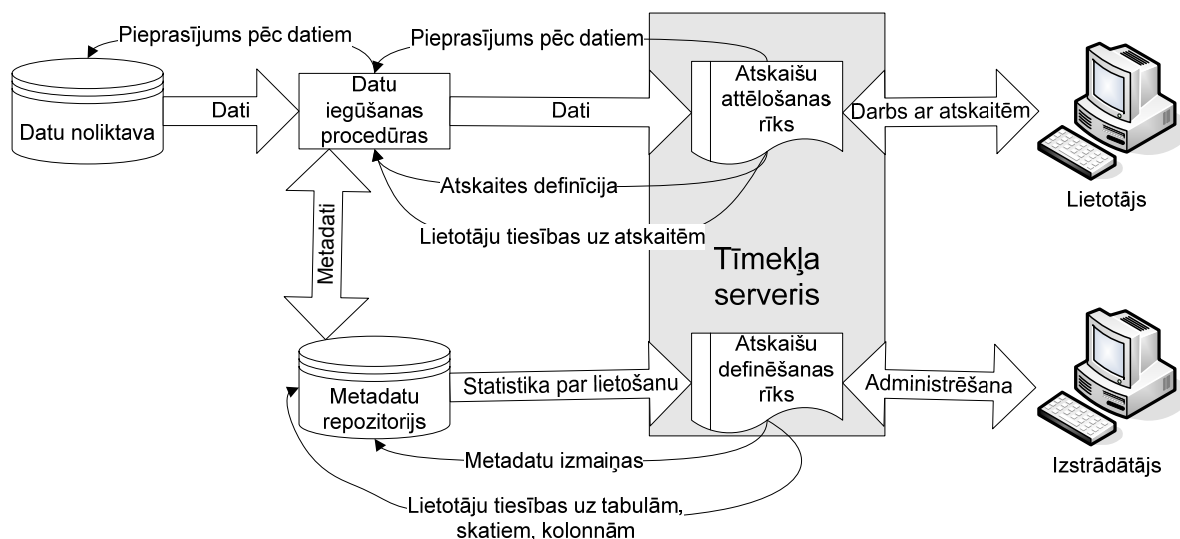 Pieprasījums pēc datiem
Pieprasījums pēc datiem
Datu noliktava
Dati
Datu
iegūšanas
procedūras
Dati
Atskaišu
attēlošanas
rīks
Darbs ar atskaitēm
Lietotājs
Atskaites definīcija
Lietotāju tiesības uz atskaitēm
Metadati
Tīmekļa
serveris
Metadatu
repozitorijs
Statistika par lietošanu
Atskaišu
definēšanas
rīks
Administrēšana
Izstrādātājs
Metadatu izmaiņas
Lietotāju tiesības uz tabulām,
skatiem, kolonnām